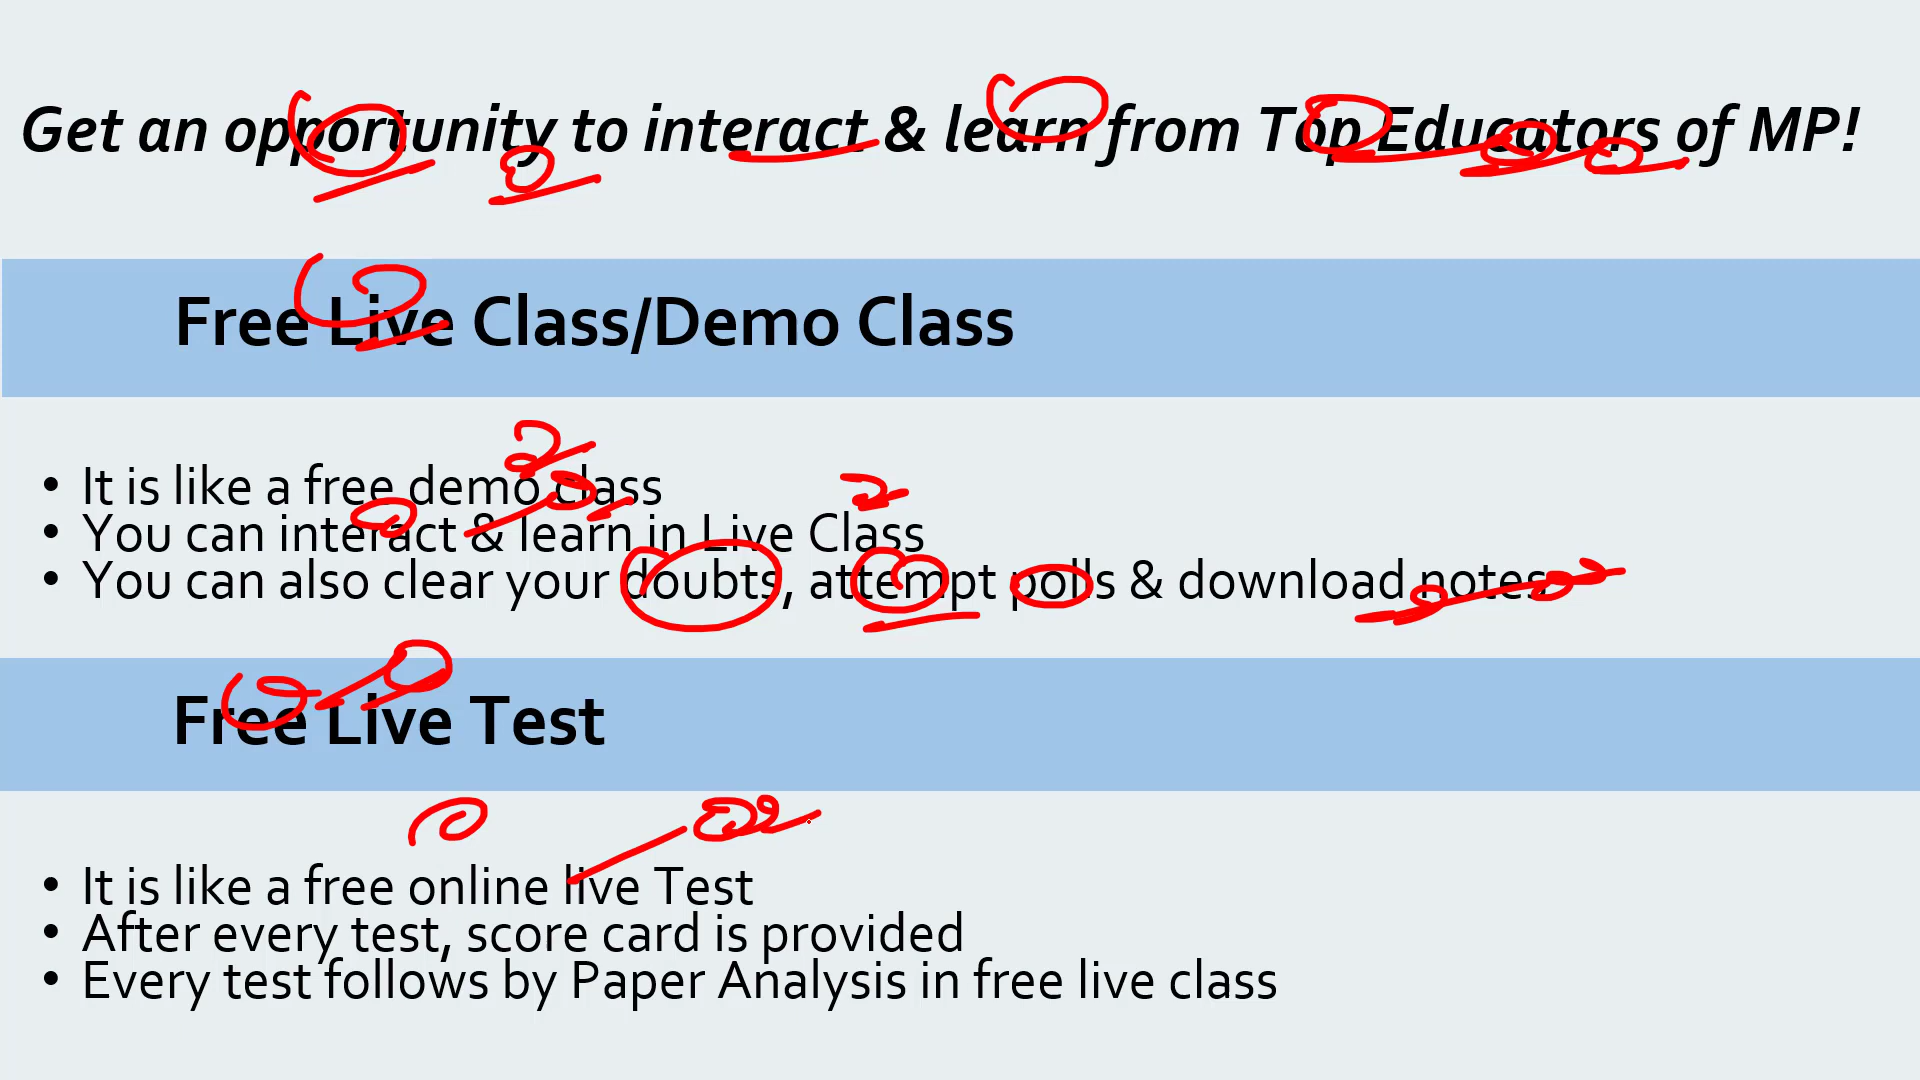 Get an opportunity to interact & learn from Top Educators of MP!
Free Live Class/Demo Class
• It is like a free demo class
• You can interact & learn in Live Class
• You can also clear your doubts, attempt polls & download notes
Free Live Test
• It is like a free online live Test
• After every test, score card is provided
• Every test follows by Paper Analysis in free live class